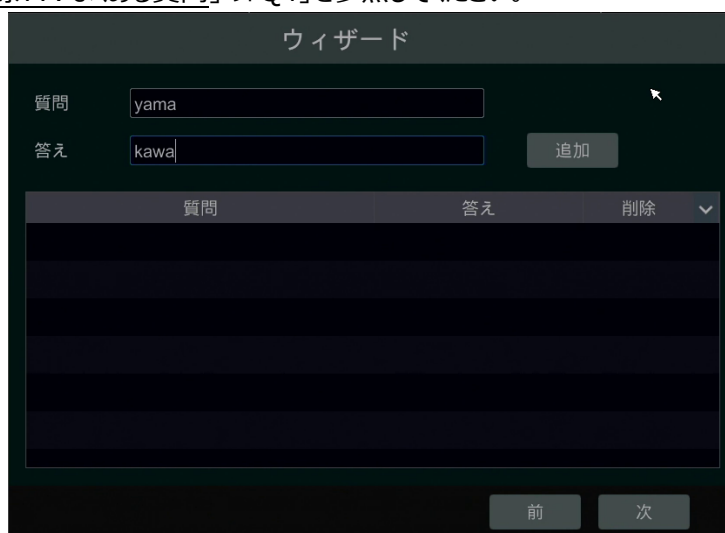 ウィザード
質問 yama
答え kawa 追加
質問 答え 削除
前 次